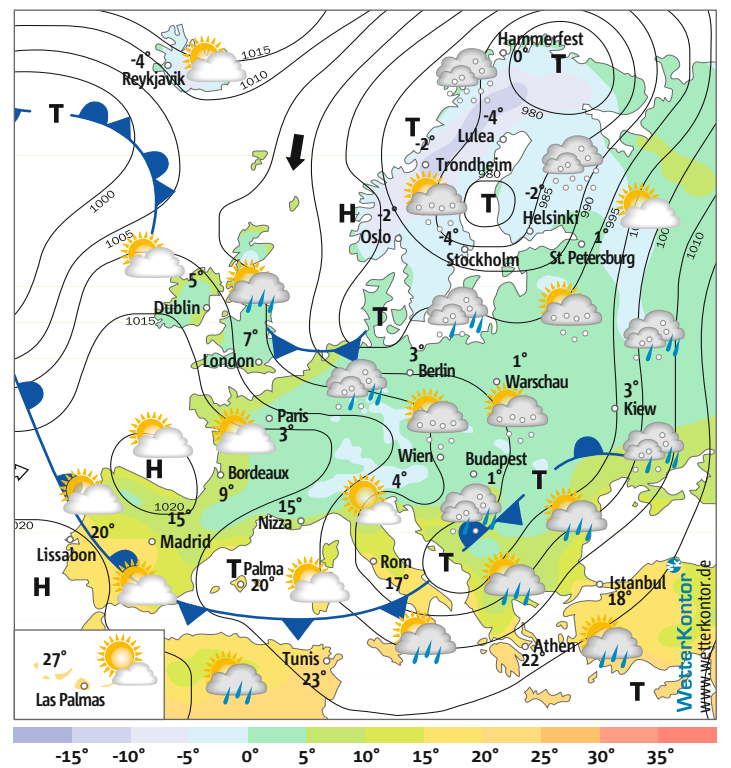 Hammerfest
0°
1015
-4°
Reykjavik
1010
T
T
980
-4°
Lulea
T
-2°
Trondheim
980
1000
T
-2°
985
990
995
H
-2°
Oslo
Helsinki
1005
-4°
Stockholm
1°
St. Petersburg
100
1010
5°
Dublin
1015
T
7°
London
3°
Berlin
1°
Warschau
3°
Kiew
Paris
3°
H
Bordeaux
9°
Wien
4°
Budapest
1°
T
1020
15°
Madrid
15°
Nizza
1020
20°
Lissabon
H
T
Palma
20°
Rom
17°
T
Istanbul
18°
Athen
22°
Tunis
23°
T
27°
Las Palmas
WetterKontor
www.wetterkontor.de
-15° -10° -5° 0° 5° 10° 15° 20° 25° 30° 35°